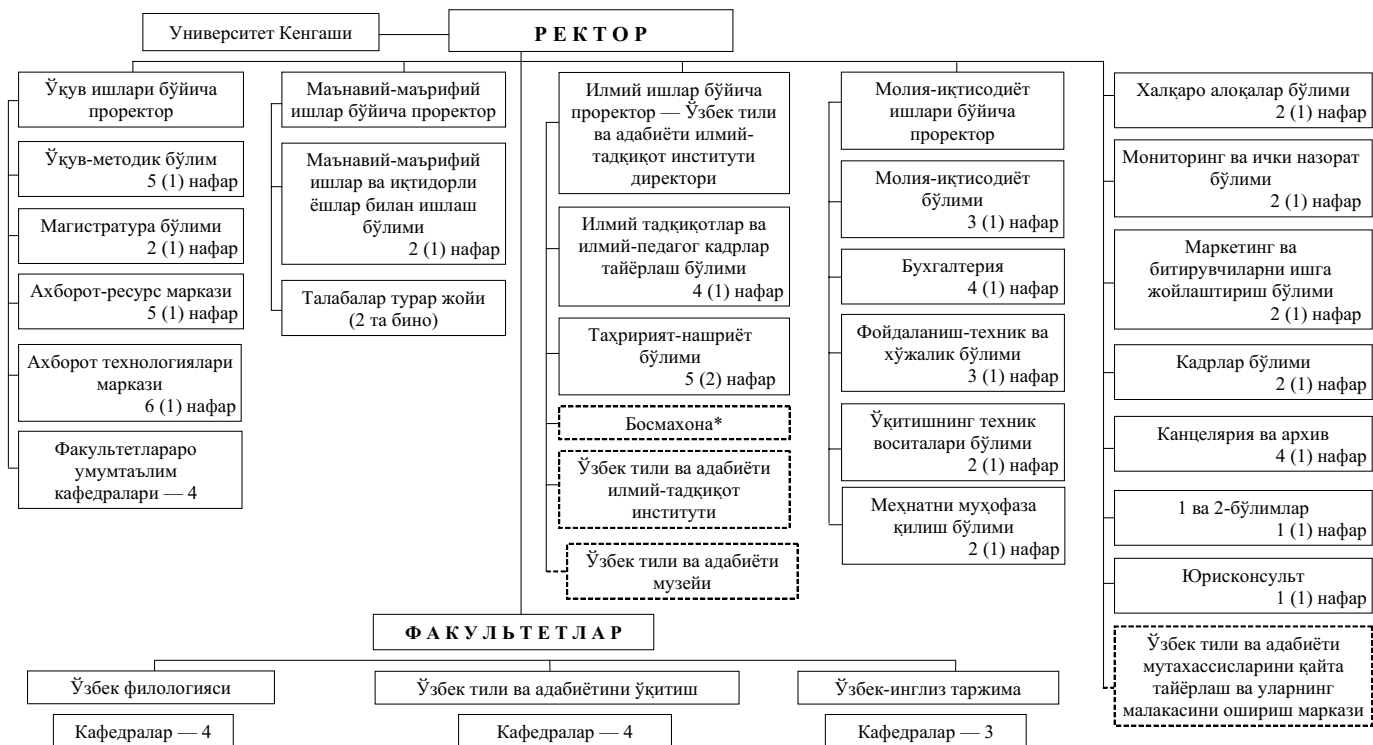 Университет Кенгаши
Р Е К Т О Р
Ўқув ишлари бўйича
проректор
Ўқув-методик бўлим
5 (1) нафар
Магистратура бўлими
2 (1) нафар
Ахборот-ресурс маркази
5 (1) нафар
Ахборот технологиялари
маркази
6 (1) нафар
Факультетлараро
умумтаълим
кафедралари — 4
Маънавий-маърифий
ишлар бўйича проректор
Маънавий-маърифий
ишлар ва иқтидорли
ёшлар билан ишлаш
бўлими
2 (1) нафар
Талабалар турар жойи
(2 та бино)
Илмий ишлар бўйича
проректор — Ўзбек тили
ва адабиёти илмий-
тадқиқот институти
директори
Илмий тадқиқотлар ва
илмий-педагог кадрлар
тайёрлаш бўлими
4 (1) нафар
Таҳририят-нашриёт
бўлими
5 (2) нафар
Босмахона*
Ўзбек тили ва адабиёти
илмий-тадқиқот
институти
Ўзбек тили ва адабиёти
музейи
Молия-иқтисодиёт
ишлари бўйича
проректор
Молия-иқтисодиёт
бўлими
3 (1) нафар
Бухгалтерия
4 (1) нафар
Фойдаланиш-техник ва
хўжалик бўлими
3 (1) нафар
Ўқитишнинг техник
воситалари бўлими
2 (1) нафар
Меҳнатни муҳофаза
қилиш бўлими
2 (1) нафар
Халқаро алоқалар бўлими
2 (1) нафар
Мониторинг ва ички назорат
бўлими
2 (1) нафар
Маркетинг ва
битирувчиларни ишга
жойлаштириш бўлими
2 (1) нафар
Кадрлар бўлими
2 (1) нафар
Канцелярия ва архив
4 (1) нафар
1 ва 2-бўлимлар
1 (1) нафар
Юрисконсульт
1 (1) нафар
Ўзбек тили ва адабиёти
мутахассисларини қайта
тайёрлаш ва уларнинг
малакасини ошириш маркази
Ф А К У Л Ь Т Е Т Л А Р
Ўзбек филологияси
Кафедралар — 4
Ўзбек тили ва адабиётини ўқитиш
Кафедралар — 4
Ўзбек-инглиз таржима
Кафедралар — 3